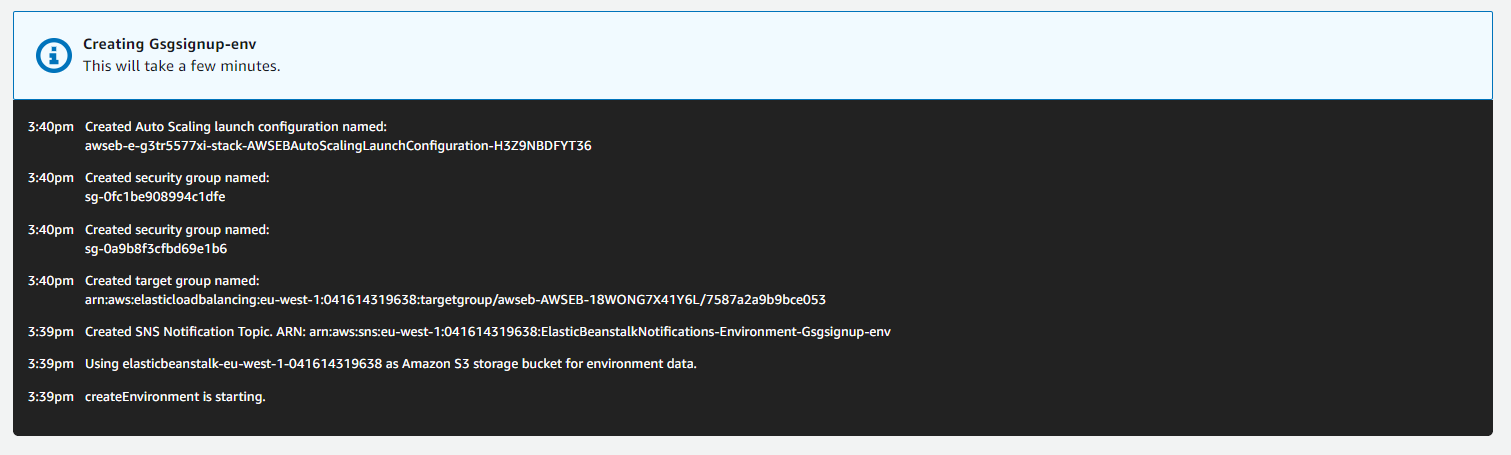 Creating Gsgsignup-env
This will take a few minutes.
3:40pm Created Auto Scaling launch configuration named:
awseb-e-g3tr5577xi-stack-AWSEBAutoScalingLaunchConfiguration-H3Z9NBDFYT36
3:40pm Created security group named:
sg-0fc1be908994c1dfe
3:40pm Created security group named:
sg-0a9b8f3cfbd69e1b6
3:40pm Created target group named:
arn:aws:elasticloadbalancing:eu-west-1:041614319638:targetgroup/awseb-AWSEB-18WONG7X41Y6L/7587a2a9b9bce053
3:39pm Created SNS Notification Topic. ARN: arn:aws:sns:eu-west-1:041614319638:ElasticBeanstalkNotifications-Environment-Gsgsignup-env
3:39pm Using elasticbeanstalk-eu-west-1-041614319638 as Amazon S3 storage bucket for environment data.
3:39pm createEnvironment is starting.